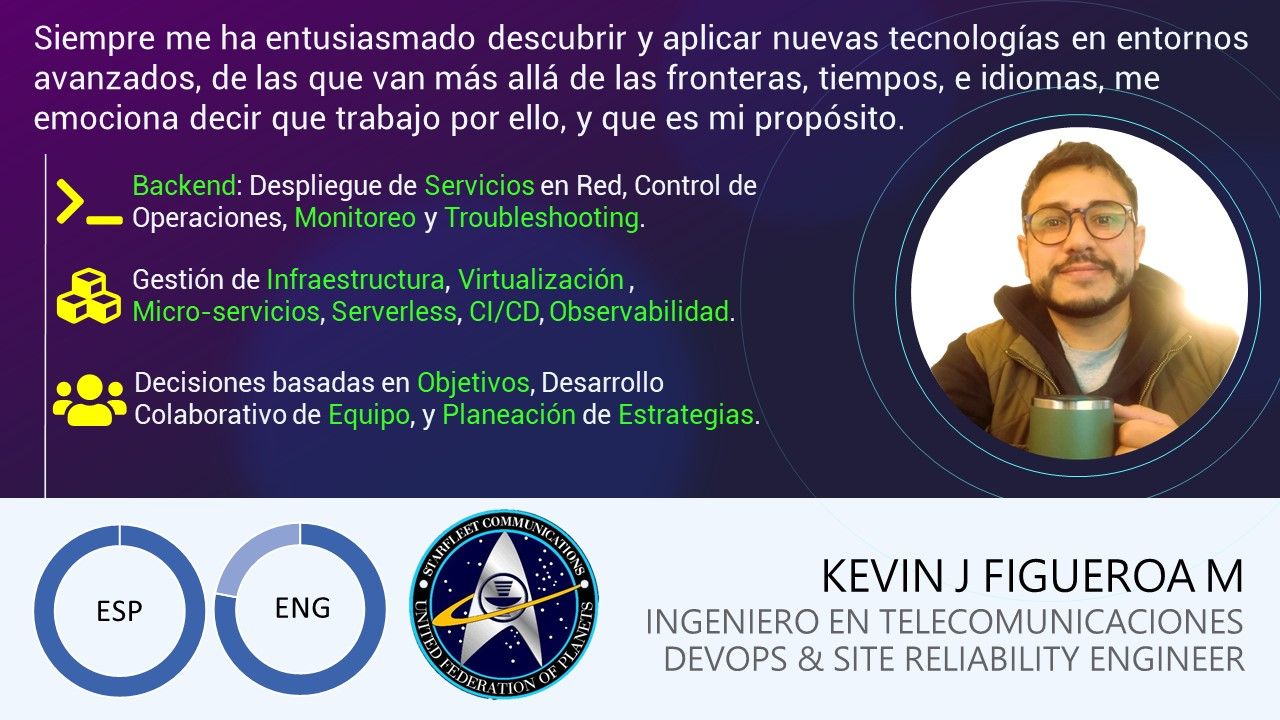 Siempre me ha entusiasmado descubrir y aplicar nuevas tecnologías en entornos
avanzados, de las que van más allá de las fronteras, tiempos, e idiomas, me
emociona decir que trabajo por ello, y que es mi propósito.
Backend: Despliegue de Servicios en Red, Control de
Operaciones, Monitoreo y Troubleshooting.
Gestión de Infraestructura, Virtualización ,
Micro-servicios, Serverless, CI/CD, Observabilidad.
Decisiones basadas en Objetivos, Desarrollo
Colaborativo de Equipo, y Planeación de Estrategias.
ESP
ENG
STARFLEET COMMUNICATIONS
UNITED FEDERATION OF PLANETS
KEVIN J FIGUEROA M
INGENIERO EN TELECOMUNICACIONES
DEVOPS & SITE RELIABILITY ENGINEER